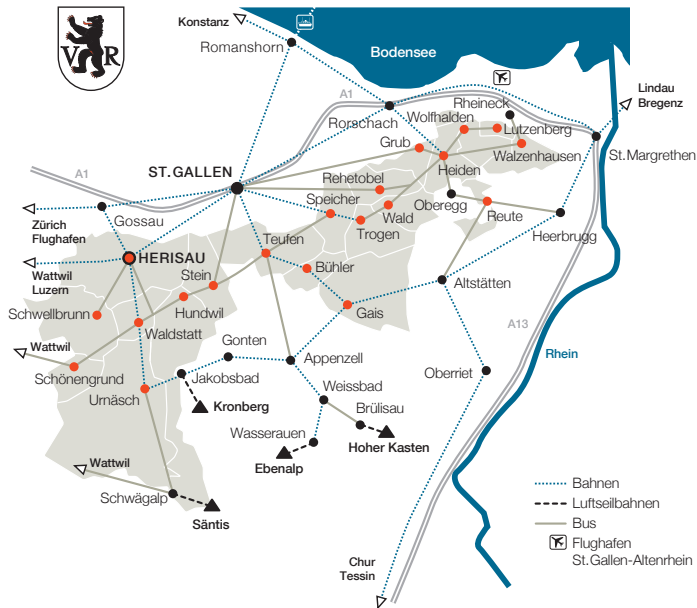 Konstanz
Romanshorn
Bodensee
V R
A1
Rorschach
Rheineck
Lindau
Bregenz
Wolfhalden
Lutzenberg
Grub
Walzenhausen
St.Margrethen
ST.GALLEN
Heiden
A1
Rehetobel
Speicher
Oberegg
Wald
Reute
Gossau
Trogen
Heerbrugg
Zürich
Flughafen
Teufen
HERISAU
Bühler
Wattwil
Luzern
Stein
Altstätten
Hundwil
Schwellbrunn
Gais
Waldstatt
A13
Gonten
Wattwil
Appenzell
Rhein
Schönengrund
Jakobsbad
Oberriet
Urnäsch
Weissbad
Kronberg
Brülisau
Wasserauen
Hoher Kasten
Wattwil
Ebenalp
Schwägalp
Säntis
Bahnen
Luftseilbahnen
Bus
Flughafen
St.Gallen-Altenrhein
Chur
Tessin